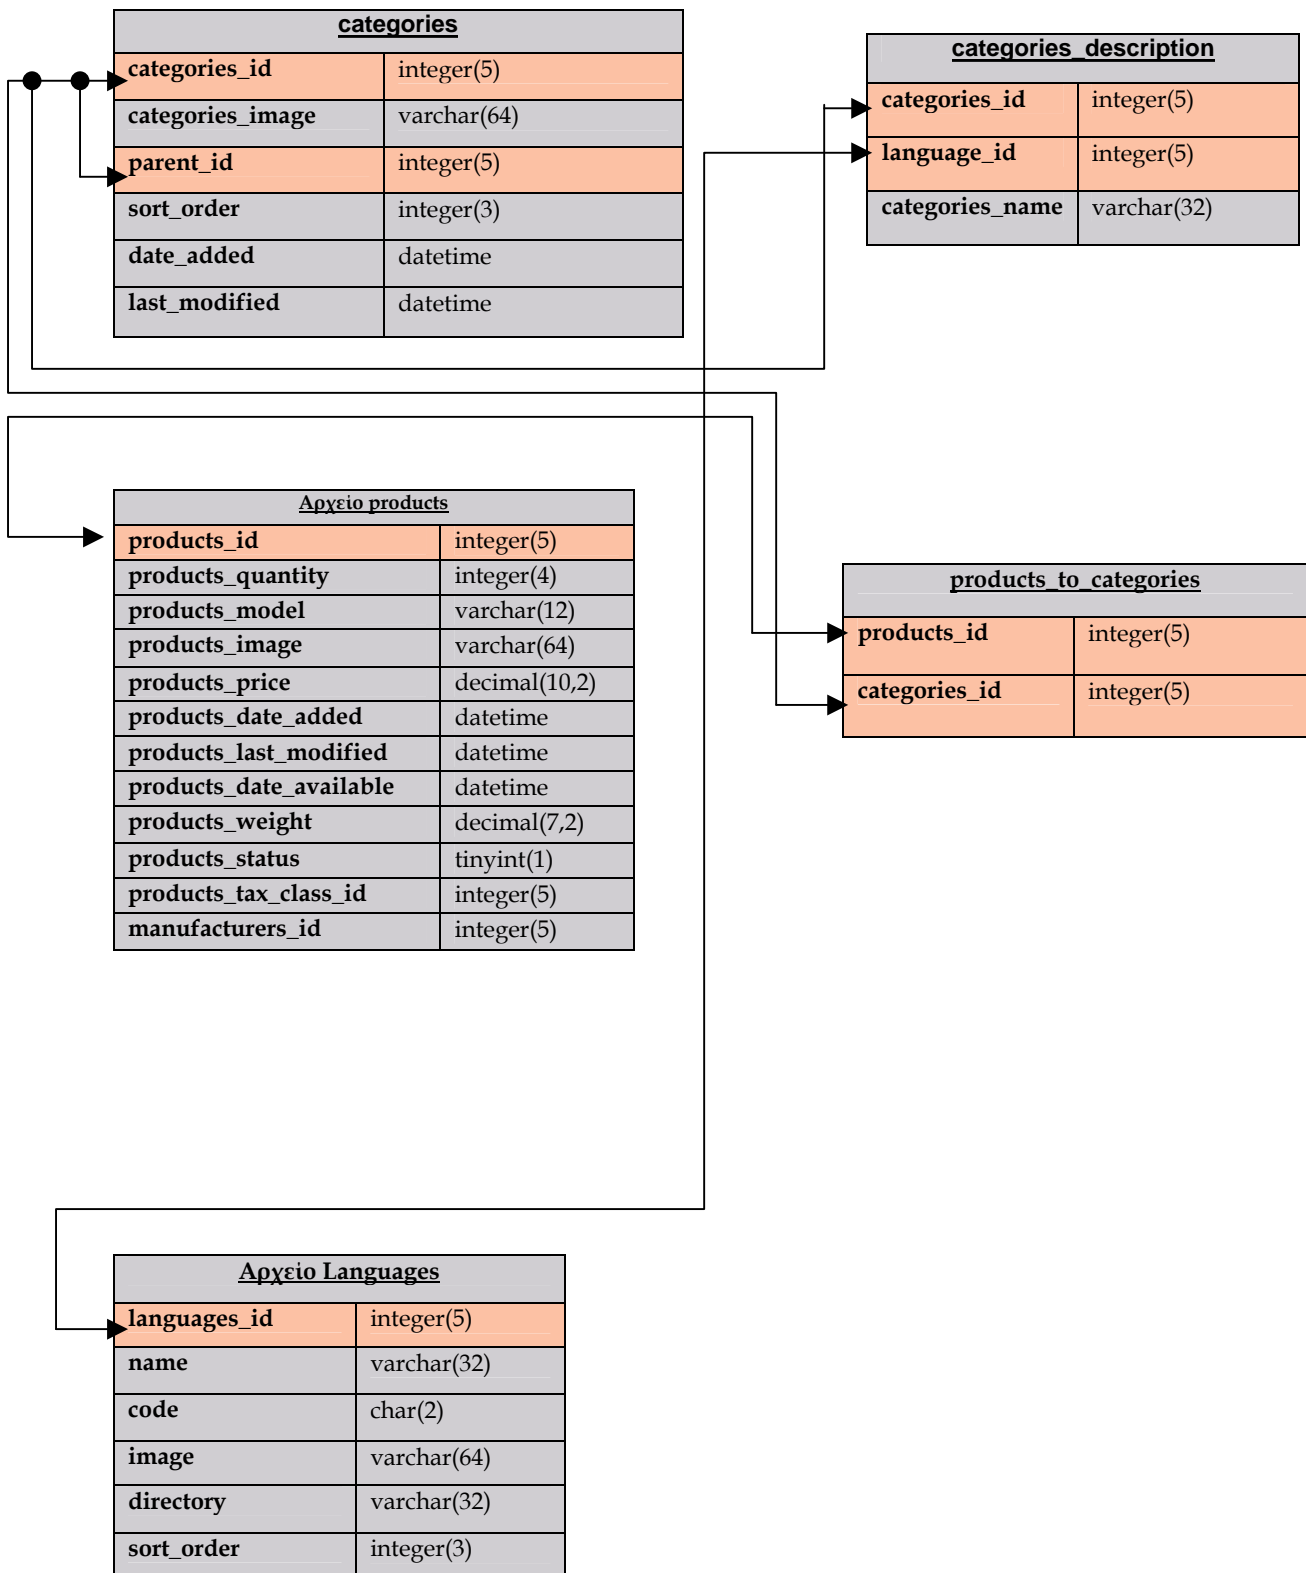 categories
categories_id integer(5)
categories_image varchar(64)
parent_id integer(5)
sort_order integer(3)
date_added datetime
last_modified datetime
categories_description
categories_id integer(5)
language_id integer(5)
categories_name varchar(32)
Αρχείο products
products_id integer(5)
products_quantity integer(4)
products_model varchar(12)
products_image varchar(64)
products_price decimal(10,2)
products_date_added datetime
products_last_modified datetime
products_date_available datetime
products_weight decimal(7,2)
products_status tinyint(1)
products_tax_class_id integer(5)
manufacturers_id integer(5)
products_to_categories
products_id integer(5)
categories_id integer(5)
Αρχείο Languages
languages_id integer(5)
name varchar(32)
code char(2)
image varchar(64)
directory varchar(32)
sort_order integer(3)